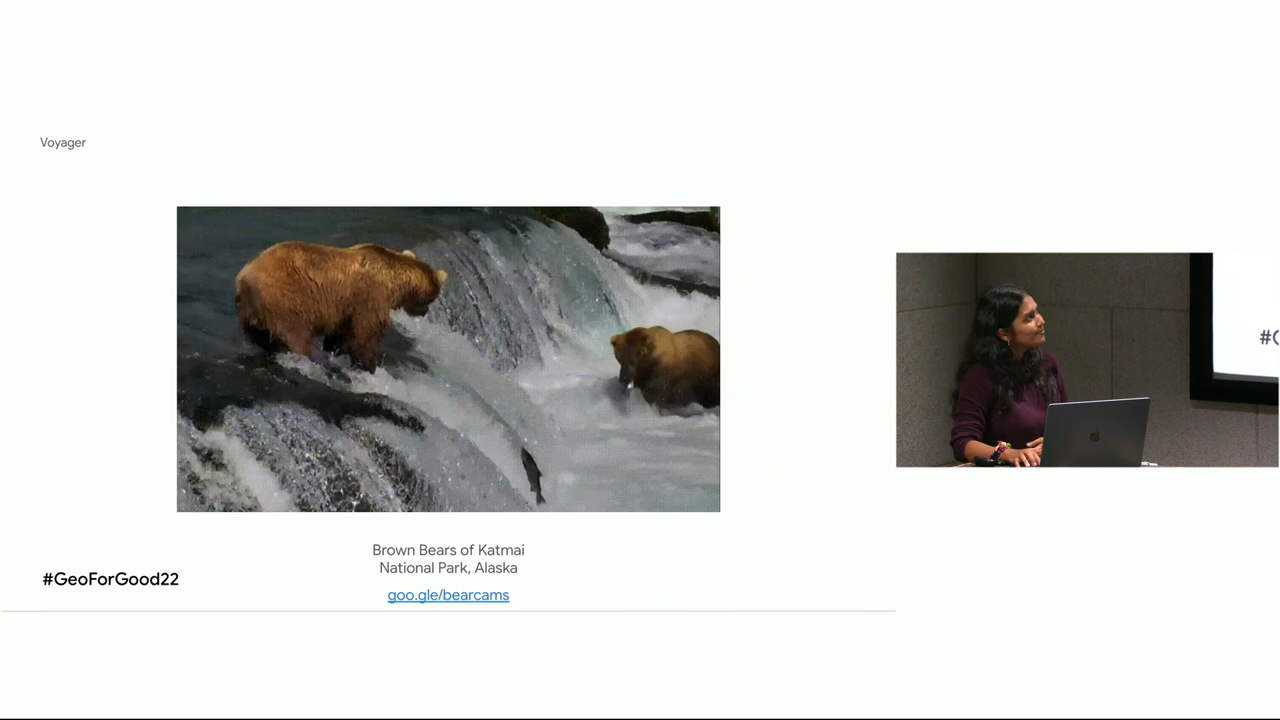 Voyager
Brown Bears of Katmai
National Park, Alaska
#GeoForGood22
goo.gle/bearcams